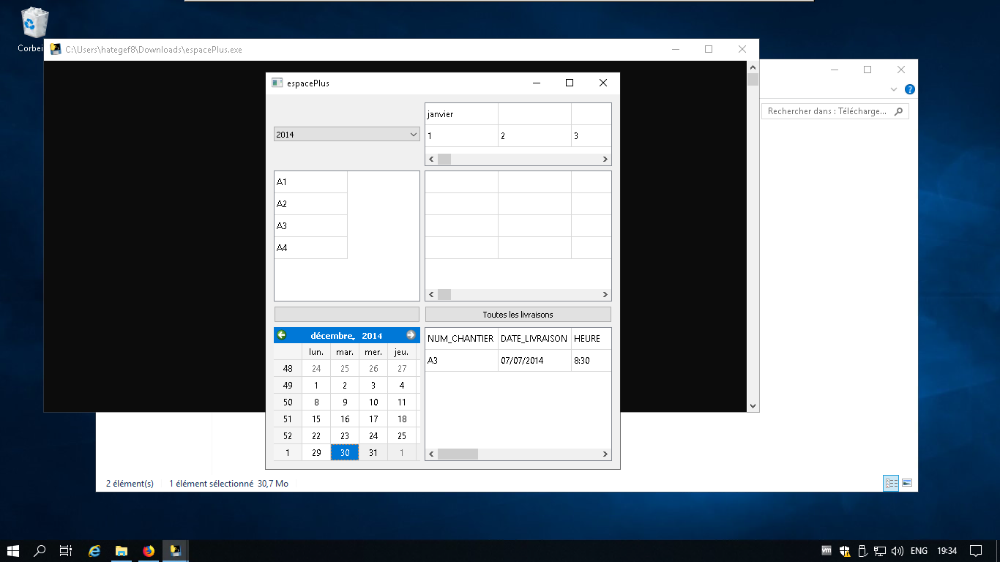 Corbei
C:\Users\hategef8\Downloads\espacePlus.exe
espacePlus
Rechercher dans : Télécharge...
2014
janvier
1 2 3
A1
A2
A3
A4
Toutes les livraisons
décembre, 2014
lun. mar. mer. jeu.
48 24 25 26 27
49 1 2 3 4
50 8 9 10 11
51 15 16 17 18
52 22 23 24 25
1 29 30 31 1
NUM_CHANTIER DATE_LIVRAISON HEURE
A3 07/07/2014 8:30
2 élément(s) 1 élément sélectionné 30,7 Mo
vm ENG 19:34